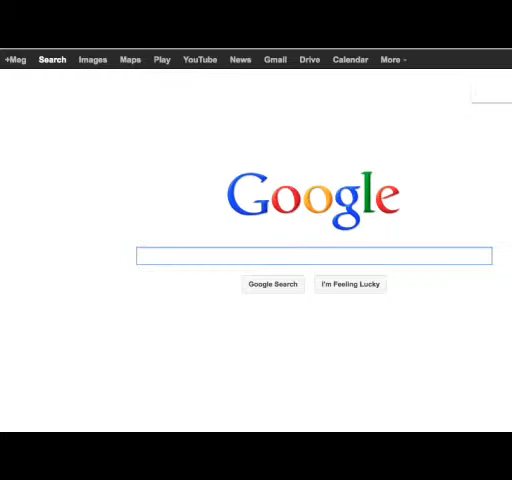 +Meg Search Images Maps Play YouTube News Gmail Drive Calendar More
Google
Google Search I'm Feeling Lucky